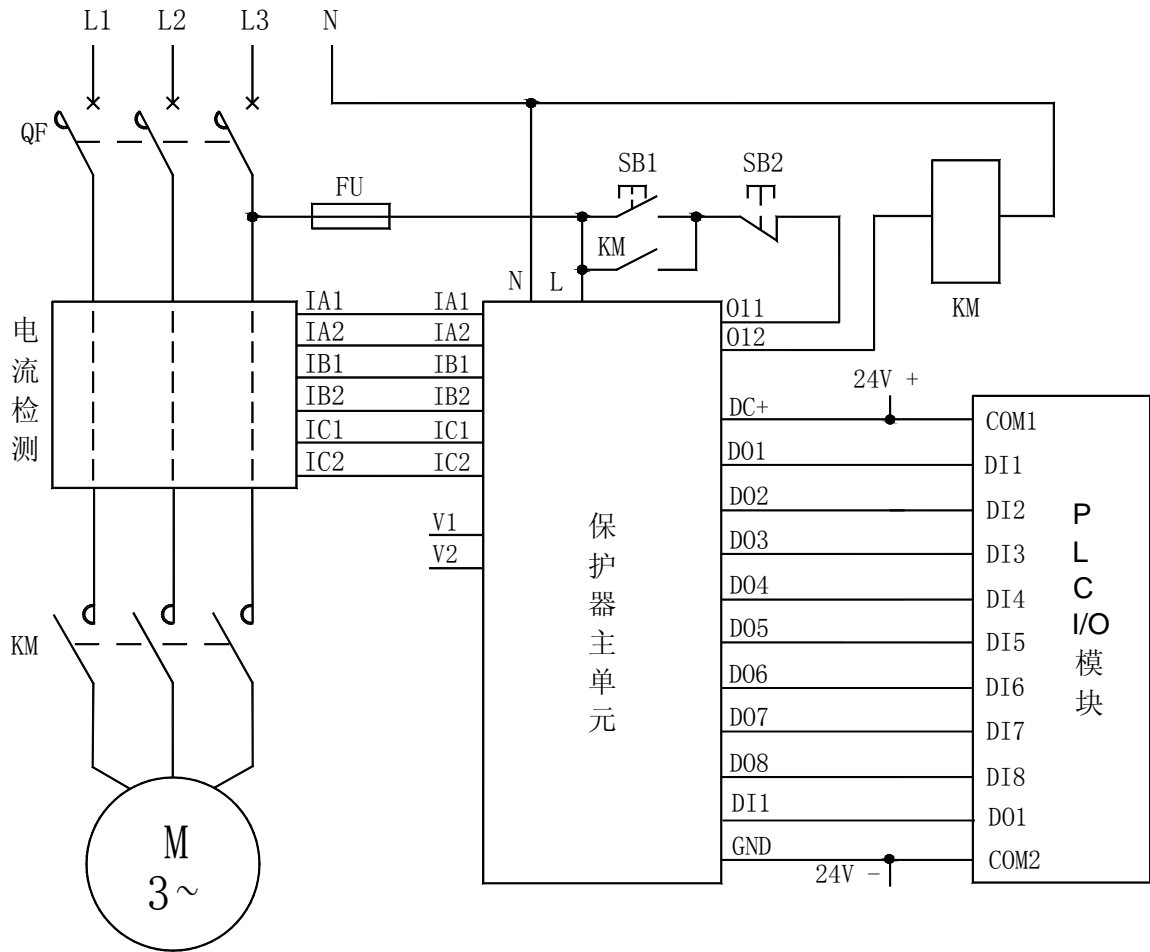 L1 L2 L3 N
QF
FU
SB1 SB2
KM
N L
KM
电流检测
IA1 IA1
IA2 IA2
IB1 IB1
IB2 IB2
IC1 IC1
IC2 IC2
V1
V2
保护器主单元
O11
O12
24V +
DC+ COM1
DO1 DI1
DO2 DI2
DO3 DI3
DO4 DI4
DO5 DI5
DO6 DI6
DO7 DI7
DO8 DI8
DI1 DO1
GND COM2
24V -
PLC I/O模块
KM
M
3~